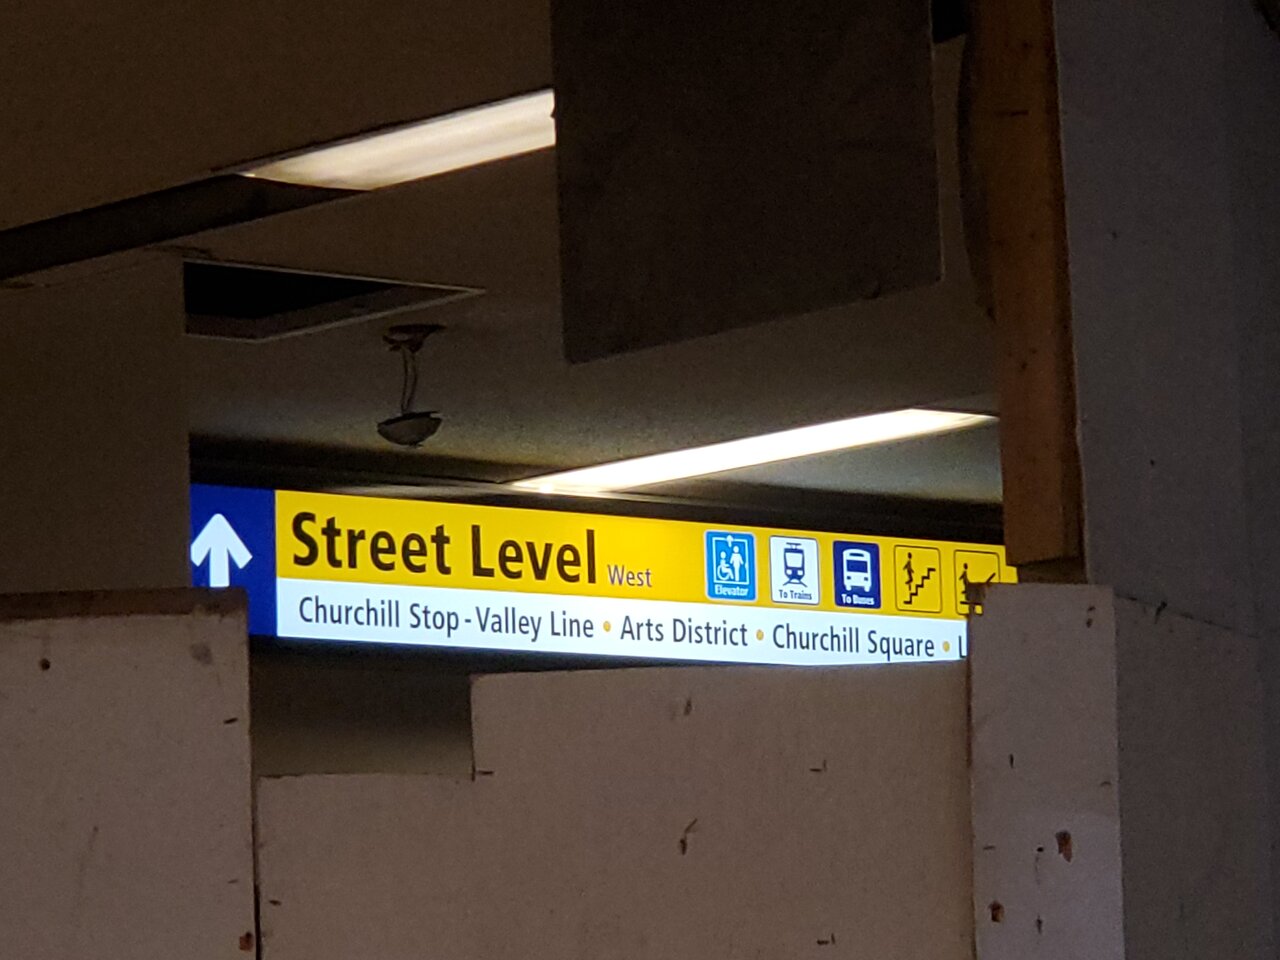 Street Level West
Elevator
To Trains
To Buses
Churchill Stop - Valley Line • Arts District • Churchill Square • L